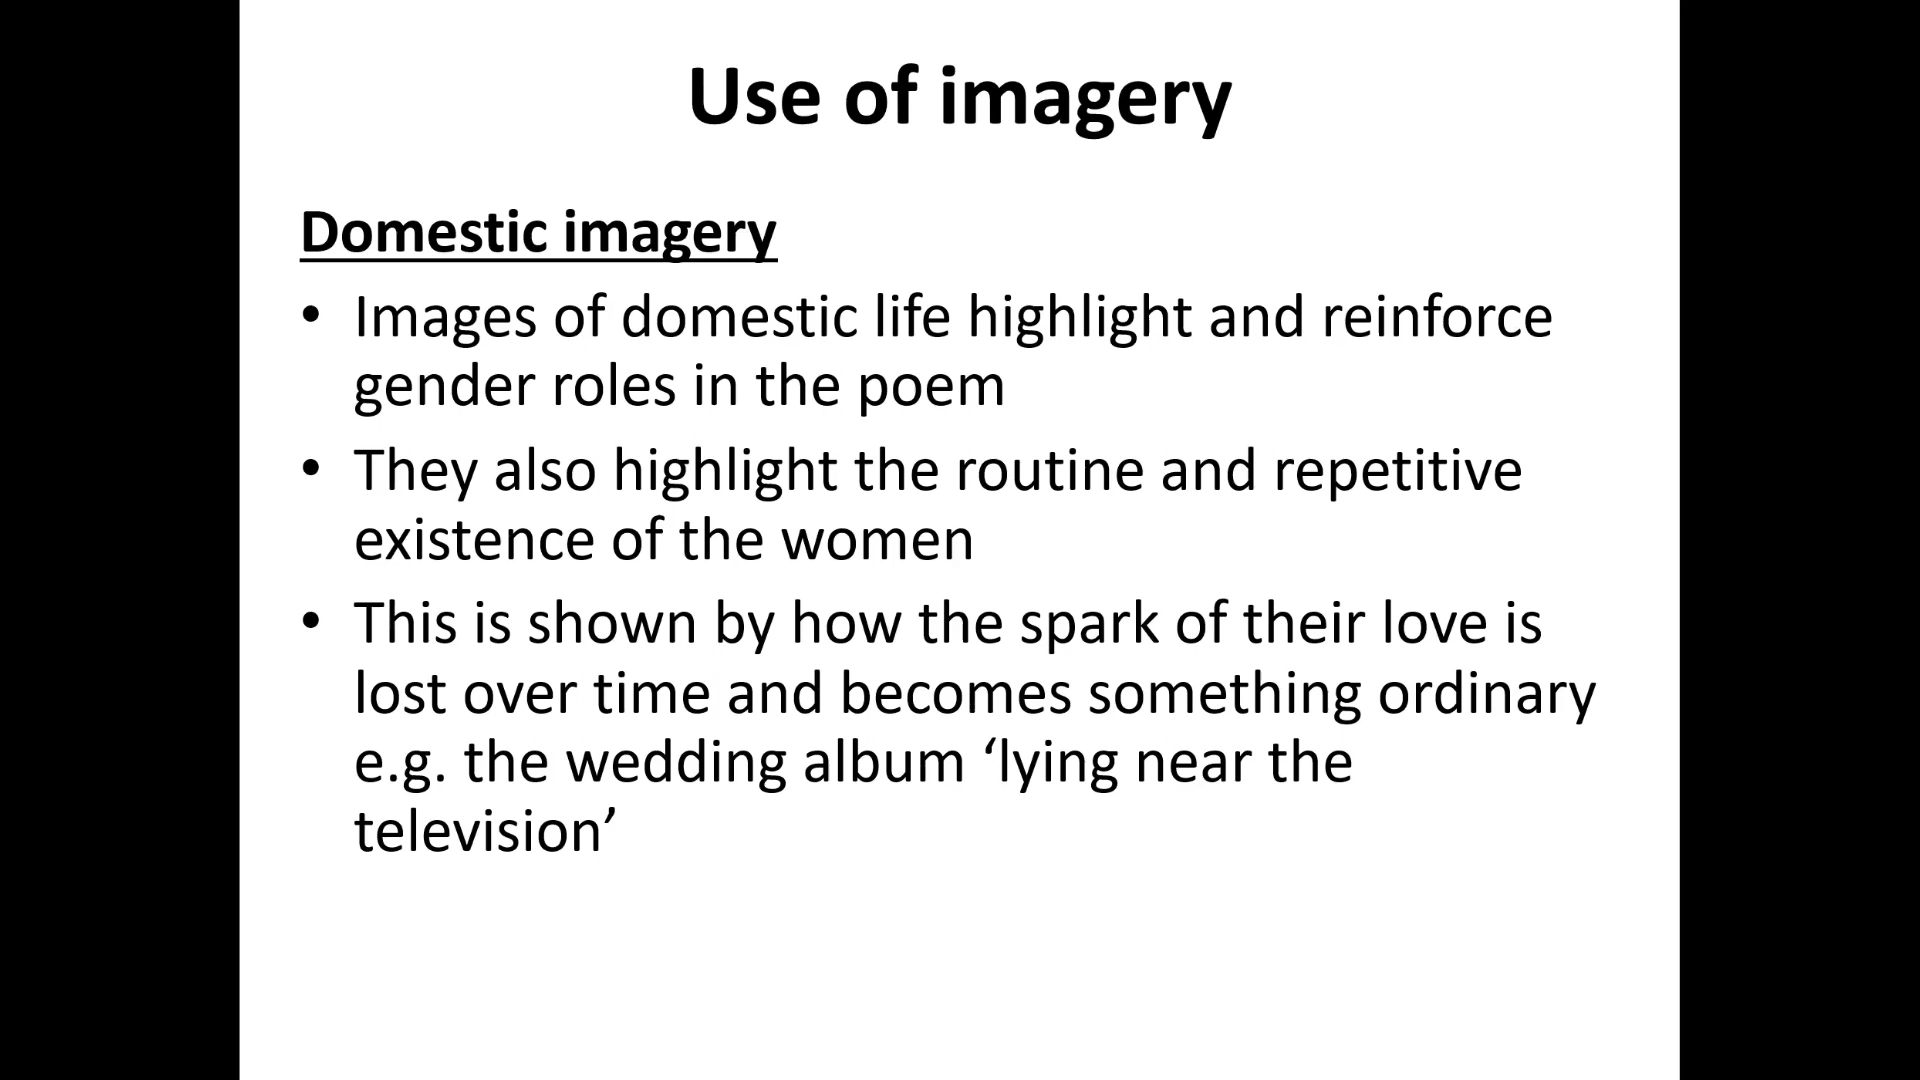 Use of imagery
Domestic imagery
• Images of domestic life highlight and reinforce
gender roles in the poem
• They also highlight the routine and repetitive
existence of the women
• This is shown by how the spark of their love is
lost over time and becomes something ordinary
e.g. the wedding album ‘lying near the
television’